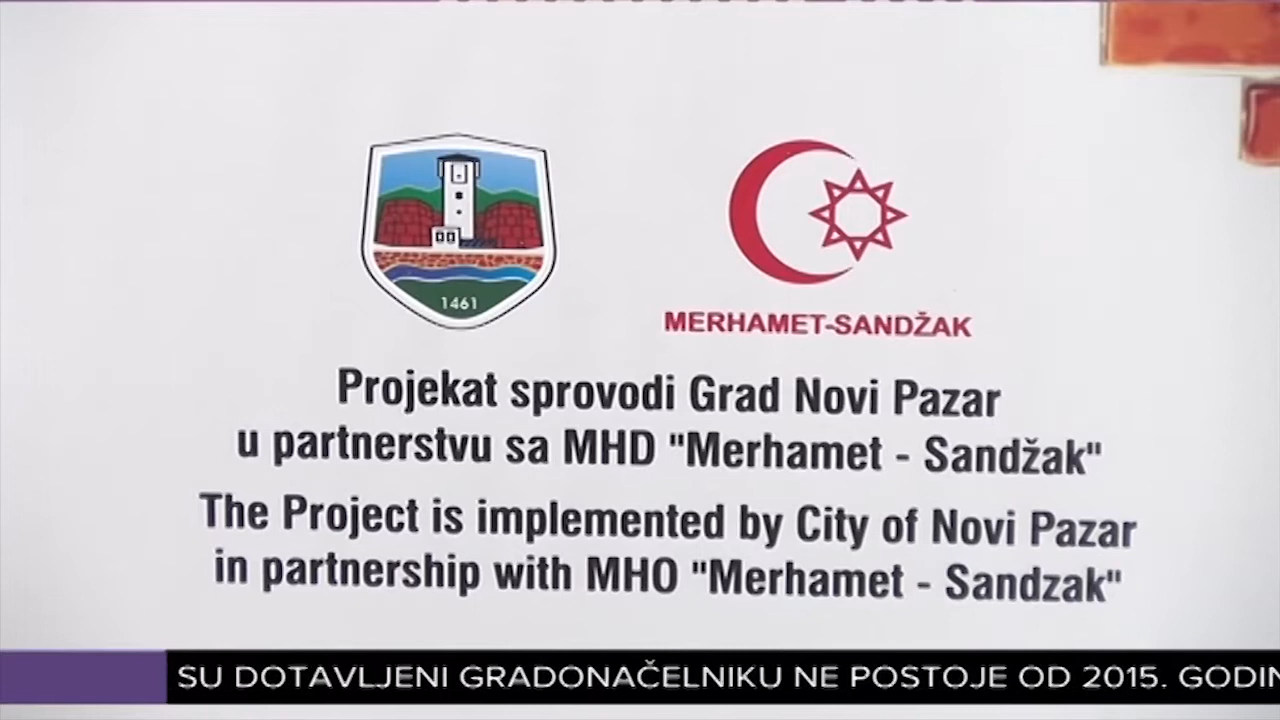 1461
MERHAMET-SANDŽAK
Projekat sprovodi Grad Novi Pazar
u partnerstvu sa MHD "Merhamet - Sandžak"
The Project is implemented by City of Novi Pazar
in partnership with MHO "Merhamet - Sandzak"
SU DOTAVLJENI GRADONAČELNIKU NE POSTOJE OD 2015. GODIN